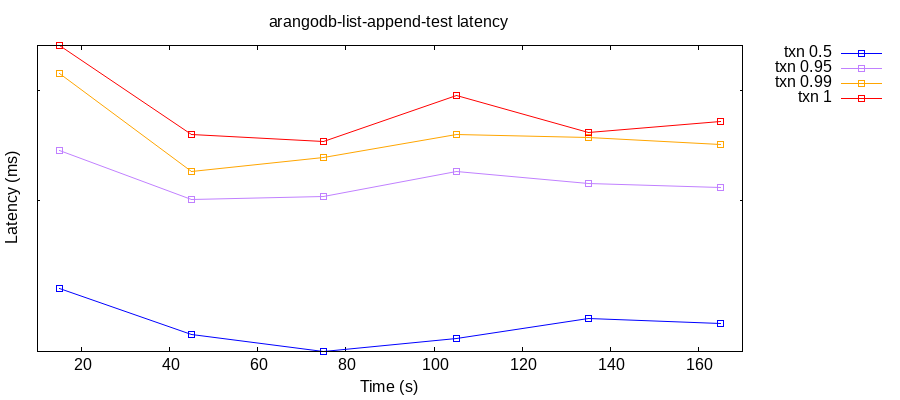 arangodb-list-append-test latency
txn 0.5
txn 0.95
txn 0.99
txn 1
Latency (ms)
20 40 60 80 100 120 140 160
Time (s)